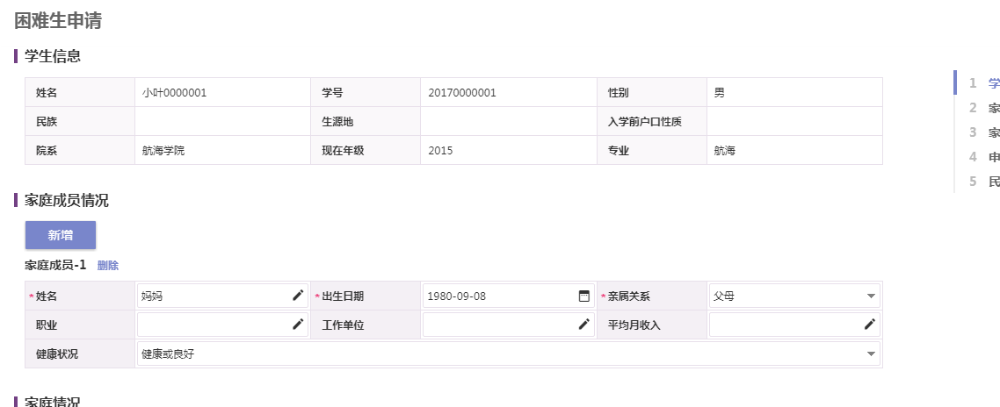 困难生申请
学生信息
姓名 小叶0000001 学号 20170000001 性别 男
民族 生源地 入学前户口性质
院系 航海学院 现在年级 2015 专业 航海
家庭成员情况
新增
家庭成员-1 删除
*姓名 妈妈 *出生日期 1980-09-08 *亲属关系 父母
职业 工作单位 平均月收入
健康状况 健康或良好
家庭情况
1 学
2 家
3 家
4 申
5 民